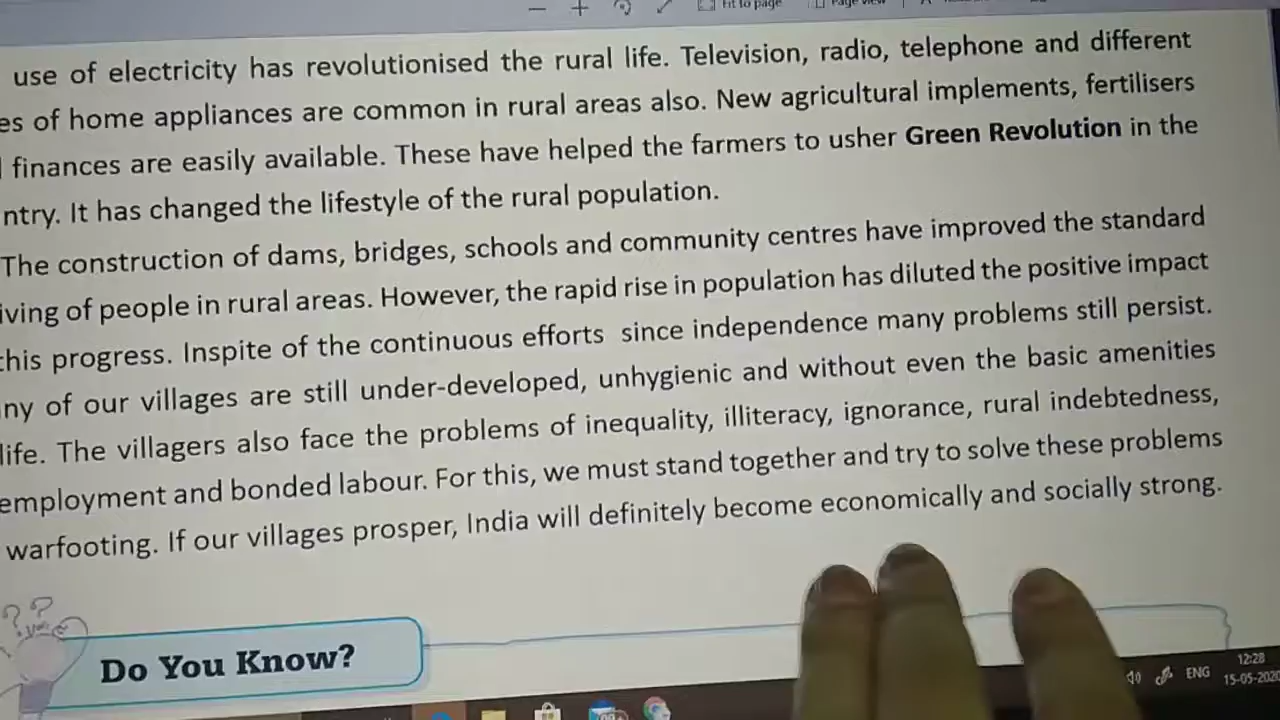 Fit to page Page view
use of electricity has revolutionised the rural life. Television, radio, telephone and different
es of home appliances are common in rural areas also. New agricultural implements, fertilisers
finances are easily available. These have helped the farmers to usher Green Revolution in the
ntry. It has changed the lifestyle of the rural population.
The construction of dams, bridges, schools and community centres have improved the standard
iving of people in rural areas. However, the rapid rise in population has diluted the positive impact
this progress. Inspite of the continuous efforts since independence many problems still persist.
ny of our villages are still under-developed, unhygienic and without even the basic amenities
life. The villagers also face the problems of inequality, illiteracy, ignorance, rural indebtedness,
employment and bonded labour. For this, we must stand together and try to solve these problems
warfooting. If our villages prosper, India will definitely become economically and socially strong.
??
Do You Know?
ENG
12:28
15-05-2020